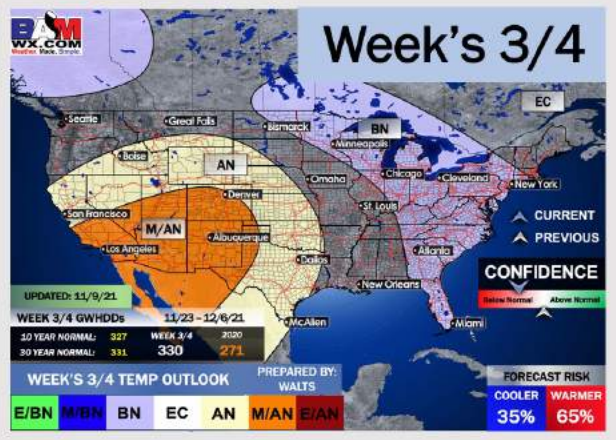 BAM
WX.COM
Weather. Made. Simple.
Week's 3/4
EC
Seattle
Great Falls
Bismarck
BN
Minneapolis
Boise
AN
Omaha
Chicago
Cleveland
New York
Denver
St. Louis
San Francisco
M/AN
CURRENT
Los Angeles
Albuquerque
PREVIOUS
Atlanta
Dallas
CONFIDENCE
New Orleans
Below Normal
Above Normal
UPDATED: 11/9/21
WEEK 3/4 GWHDDs 11/23 – 12/6/21
McAllen
Miami
10 YEAR NORMAL: 327 WEEK 3/4 2020
30 YEAR NORMAL: 331 330 271
WEEK'S 3/4 TEMP OUTLOOK
PREPARED BY:
WALTS
FORECAST RISK
COOLER WARMER
35% 65%
E/BN M/BN BN EC AN M/AN E/AN